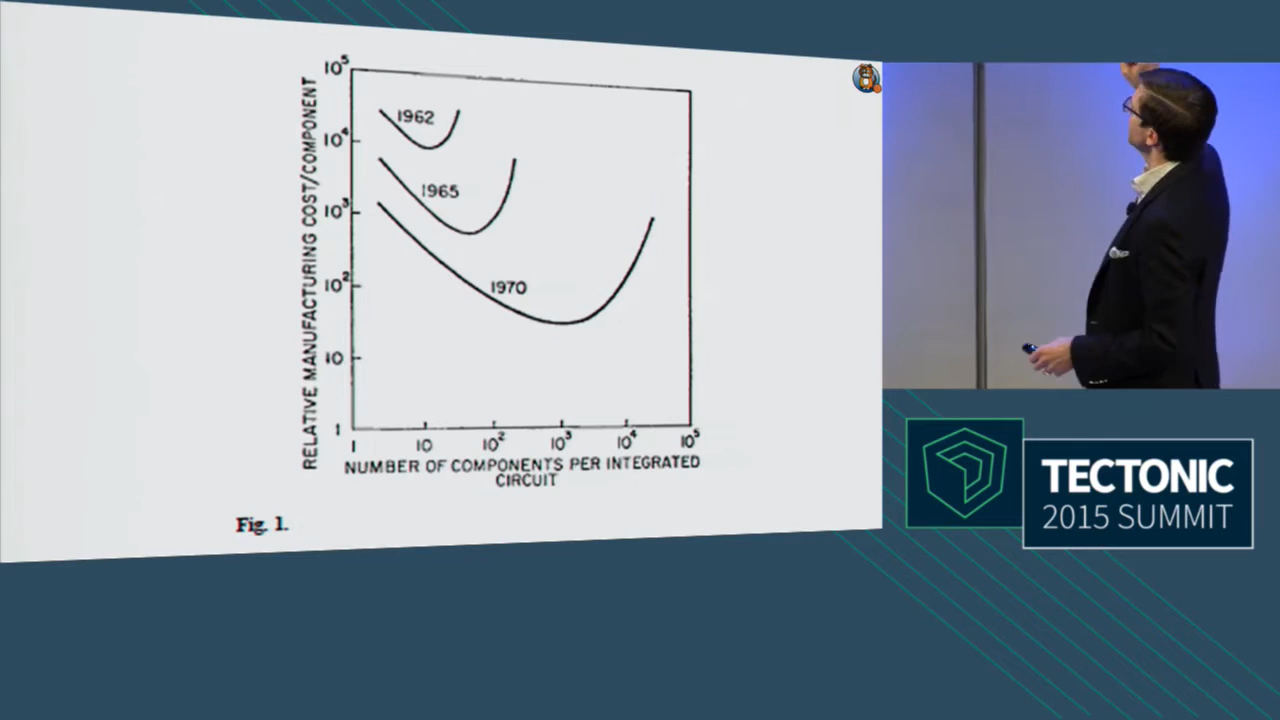 RELATIVE MANUFACTURING COST/COMPONENT
10⁵
10⁴
10³
10²
10
1
1962
1965
1970
1
10
10²
10³
10⁴
10⁵
NUMBER OF COMPONENTS PER INTEGRATED
CIRCUIT
Fig. 1.
TECTONIC
2015 SUMMIT